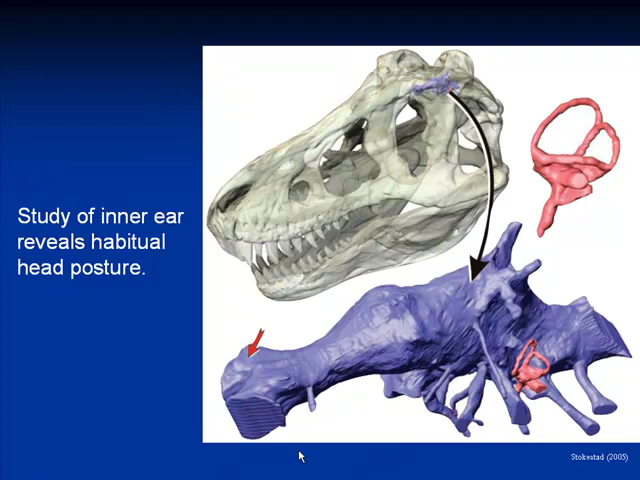 Study of inner ear
reveals habitual
head posture.
Stokestad (2005)